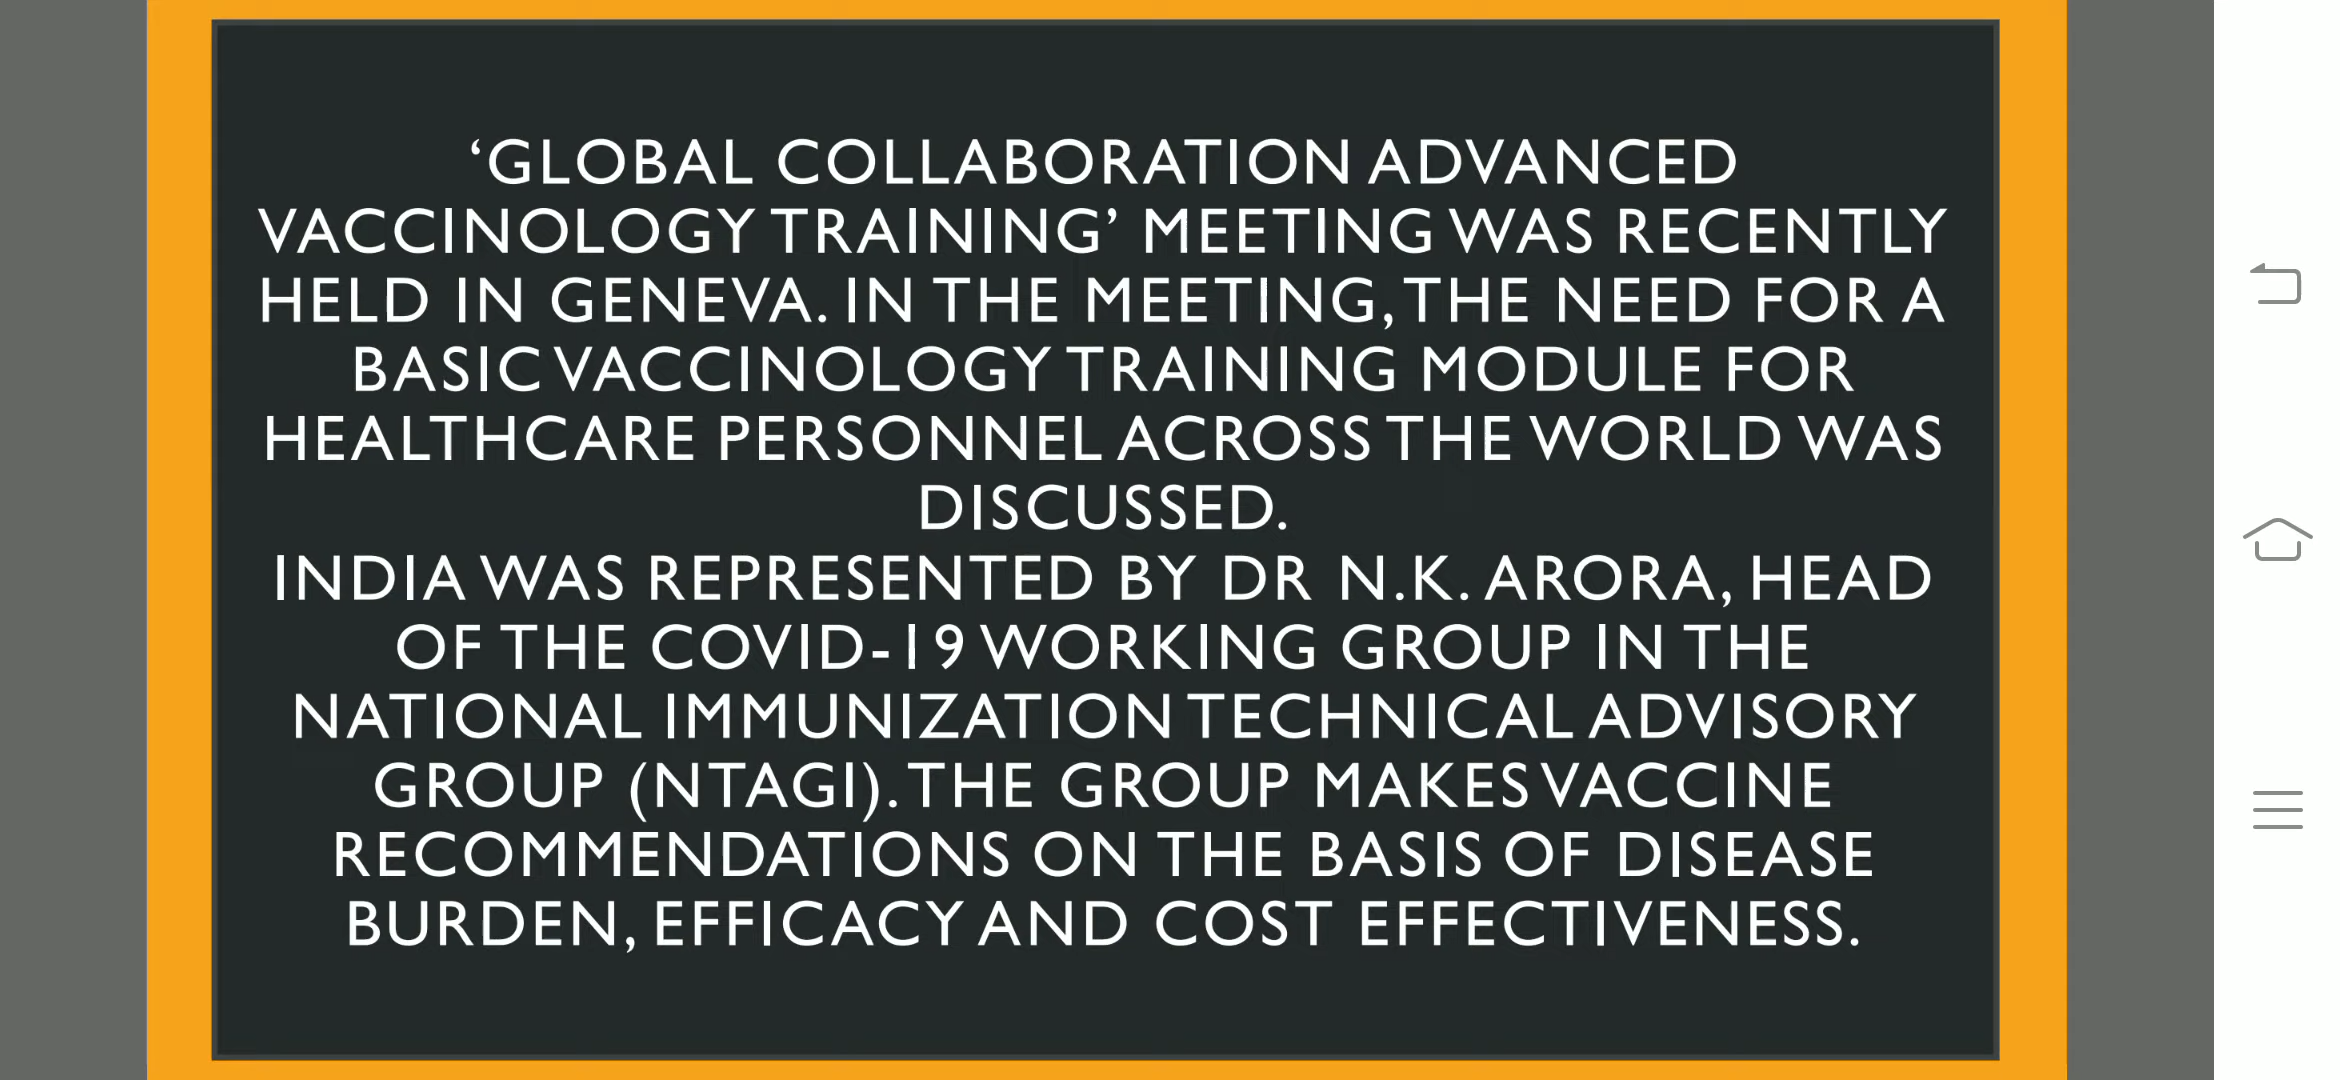 ‘GLOBAL COLLABORATION ADVANCED
VACCINOLOGY TRAINING’ MEETING WAS RECENTLY
HELD IN GENEVA. IN THE MEETING, THE NEED FOR A
BASIC VACCINOLOGY TRAINING MODULE FOR
HEALTHCARE PERSONNEL ACROSS THE WORLD WAS
DISCUSSED.
INDIA WAS REPRESENTED BY DR N.K. ARORA, HEAD
OF THE COVID-19 WORKING GROUP IN THE
NATIONAL IMMUNIZATION TECHNICAL ADVISORY
GROUP (NTAGI). THE GROUP MAKES VACCINE
RECOMMENDATIONS ON THE BASIS OF DISEASE
BURDEN, EFFICACY AND COST EFFECTIVENESS.